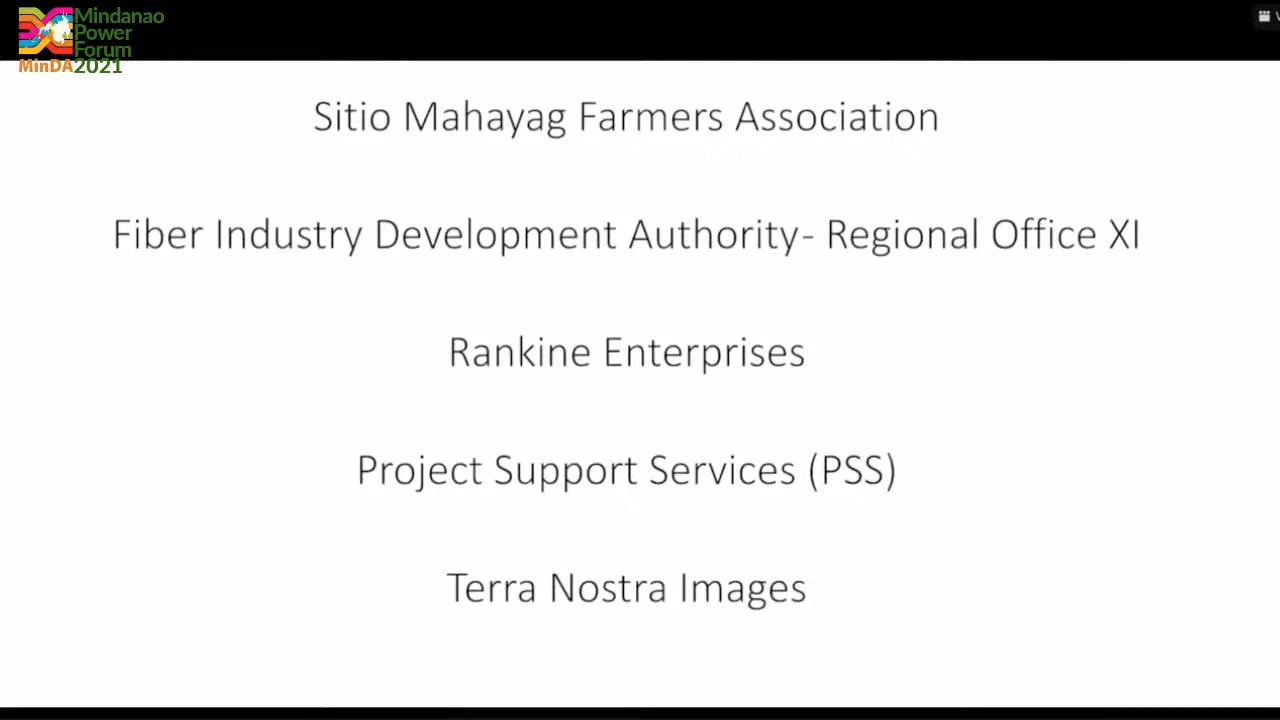 Mindanao
Power
Forum
MinDA2021
Sitio Mahayag Farmers Association
Fiber Industry Development Authority- Regional Office XI
Rankine Enterprises
Project Support Services (PSS)
Terra Nostra Images